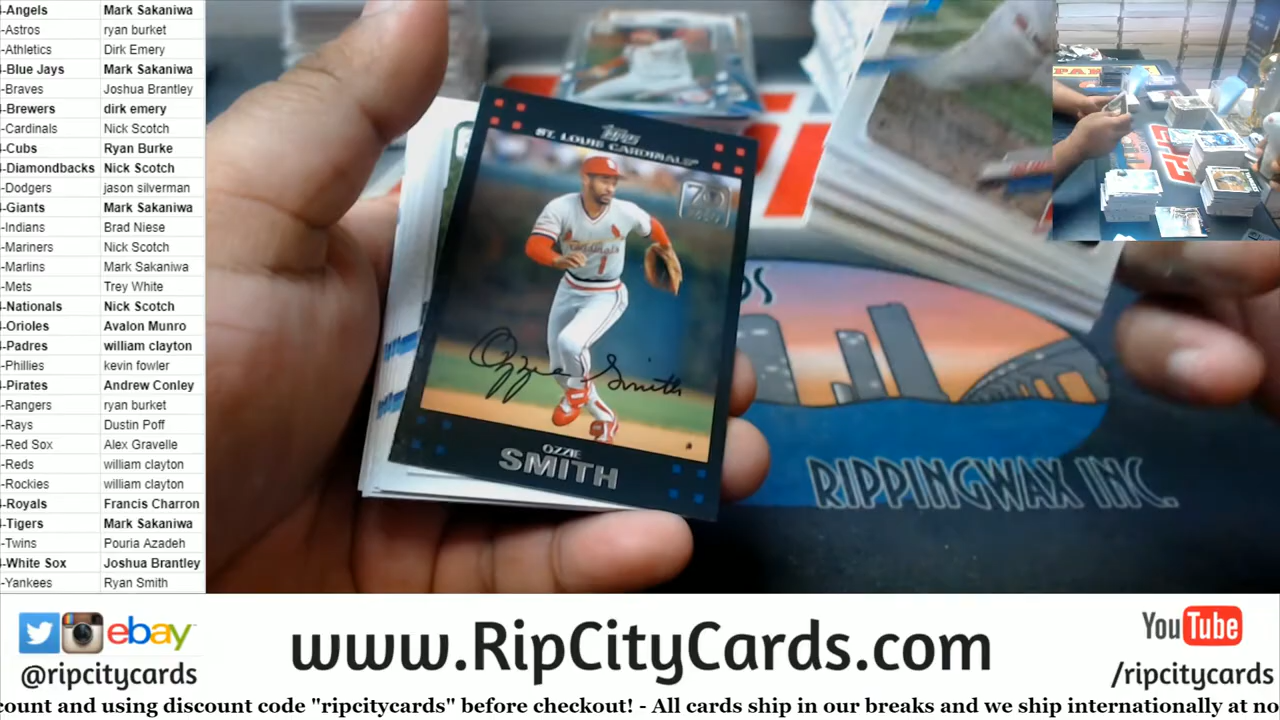 -Angels Mark Sakaniwa
-Astros ryan burket
-Athletics Dirk Emery
-Blue Jays Mark Sakaniwa
-Braves Joshua Brantley
-Brewers dirk emery
-Cardinals Nick Scotch
-Cubs Ryan Burke
-Diamondbacks Nick Scotch
-Dodgers jason silverman
-Giants Mark Sakaniwa
-Indians Brad Niese
-Mariners Nick Scotch
-Marlins Mark Sakaniwa
-Mets Trey White
-Nationals Nick Scotch
-Orioles Avalon Munro
-Padres william clayton
-Phillies kevin fowler
-Pirates Andrew Conley
-Rangers ryan burket
-Rays Dustin Poff
-Red Sox Alex Gravelle
-Reds william clayton
-Rockies william clayton
-Royals Francis Charron
-Tigers Mark Sakaniwa
-Twins Pouria Azadeh
-White Sox Joshua Brantley
-Yankees Ryan Smith
Topps
ST. LOUIS CARDINALS
70
Cardinals
1
Ozzie Smith
OZZIE
SMITH
RIPPINGWAX INC.
ebay
@ripcitycards
www.RipCityCards.com
YouTube
/ripcitycards
count and using discount code "ripcitycards" before checkout! - All cards ship in our breaks and we ship internationally at no